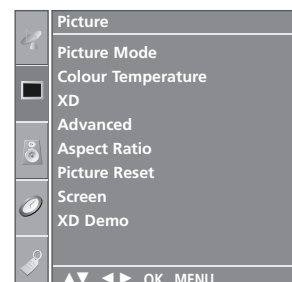 Picture
Picture Mode
Colour Temperature
XD
Advanced
Aspect Ratio
Picture Reset
Screen
XD Demo
▲▼ ◄► OK MENU